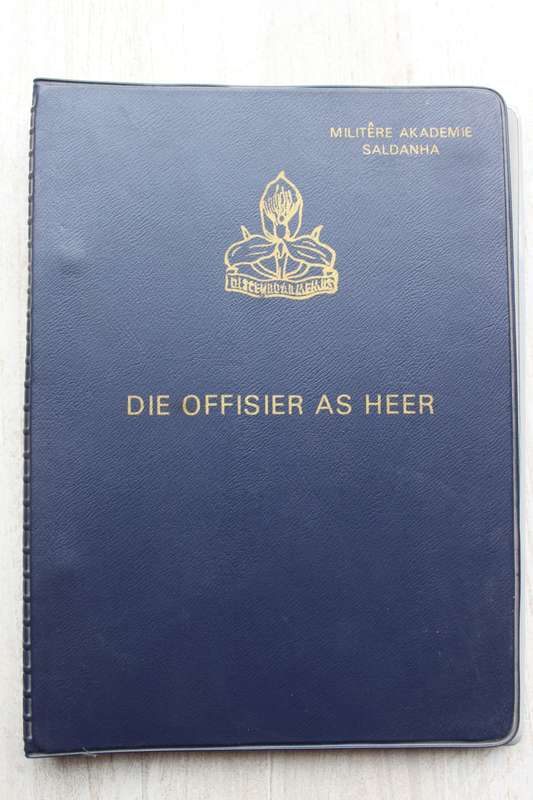 MILITÊRE AKADEMIE
SALDANHA
DIE OFFISIER AS HEER